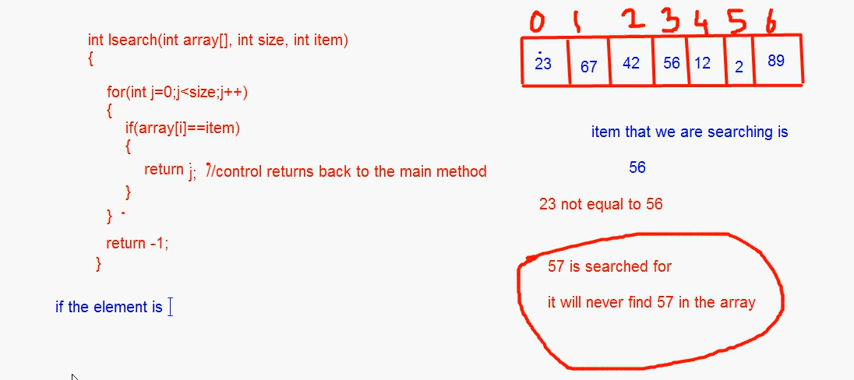 int lsearch(int array[], int size, int item)
{
for(int j=0;j<size;j++)
{
if(array[i]==item)
{
return j; //control returns back to the main method
}
}
return -1;
}
if the element is
0 1 2 3 4 5 6
23 67 42 56 12 2 89
item that we are searching is
56
23 not equal to 56
57 is searched for
it will never find 57 in the array